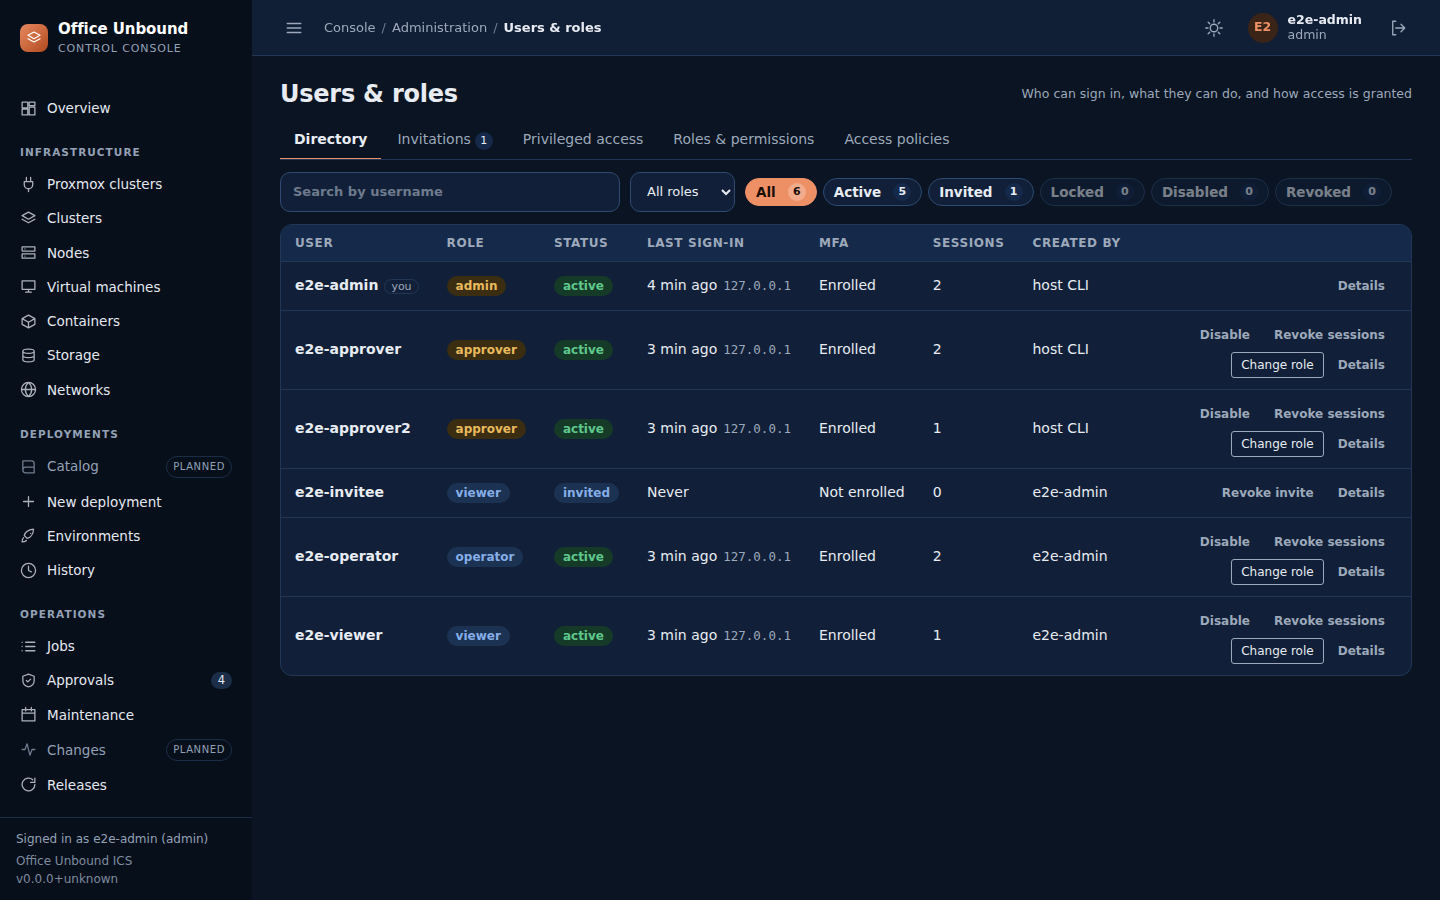 Office Unbound
CONTROL CONSOLE
Overview
INFRASTRUCTURE
Proxmox clusters
Clusters
Nodes
Virtual machines
Containers
Storage
Networks
DEPLOYMENTS
Catalog PLANNED
New deployment
Environments
History
OPERATIONS
Jobs
Approvals 4
Maintenance
Changes PLANNED
Releases
Signed in as e2e-admin (admin)
Office Unbound ICS
v0.0.0+unknown
Console / Administration / Users & roles
E2 e2e-admin
admin
Users & roles
Who can sign in, what they can do, and how access is granted
Directory Invitations 1 Privileged access Roles & permissions Access policies
Search by username All roles All 6 Active 5 Invited 1 Locked 0 Disabled 0 Revoked 0
USER ROLE STATUS LAST SIGN-IN MFA SESSIONS CREATED BY
e2e-admin you admin active 4 min ago 127.0.0.1 Enrolled 2 host CLI Details
e2e-approver approver active 3 min ago 127.0.0.1 Enrolled 2 host CLI Disable Revoke sessions
Change role Details
e2e-approver2 approver active 3 min ago 127.0.0.1 Enrolled 1 host CLI Disable Revoke sessions
Change role Details
e2e-invitee viewer invited Never Not enrolled 0 e2e-admin Revoke invite Details
e2e-operator operator active 3 min ago 127.0.0.1 Enrolled 2 e2e-admin Disable Revoke sessions
Change role Details
e2e-viewer viewer active 3 min ago 127.0.0.1 Enrolled 1 e2e-admin Disable Revoke sessions
Change role Details